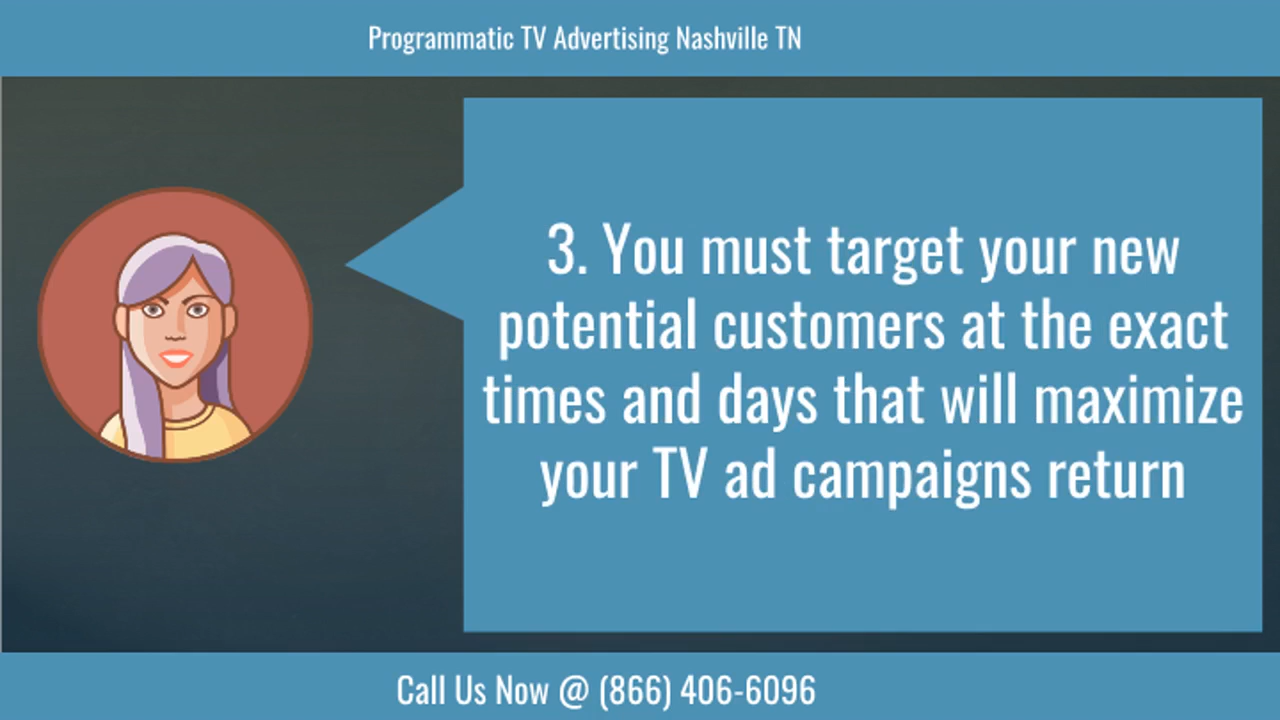 Programmatic TV Advertising Nashville TN
3. You must target your new
potential customers at the exact
times and days that will maximize
your TV ad campaigns return
Call Us Now @ (866) 406-6096